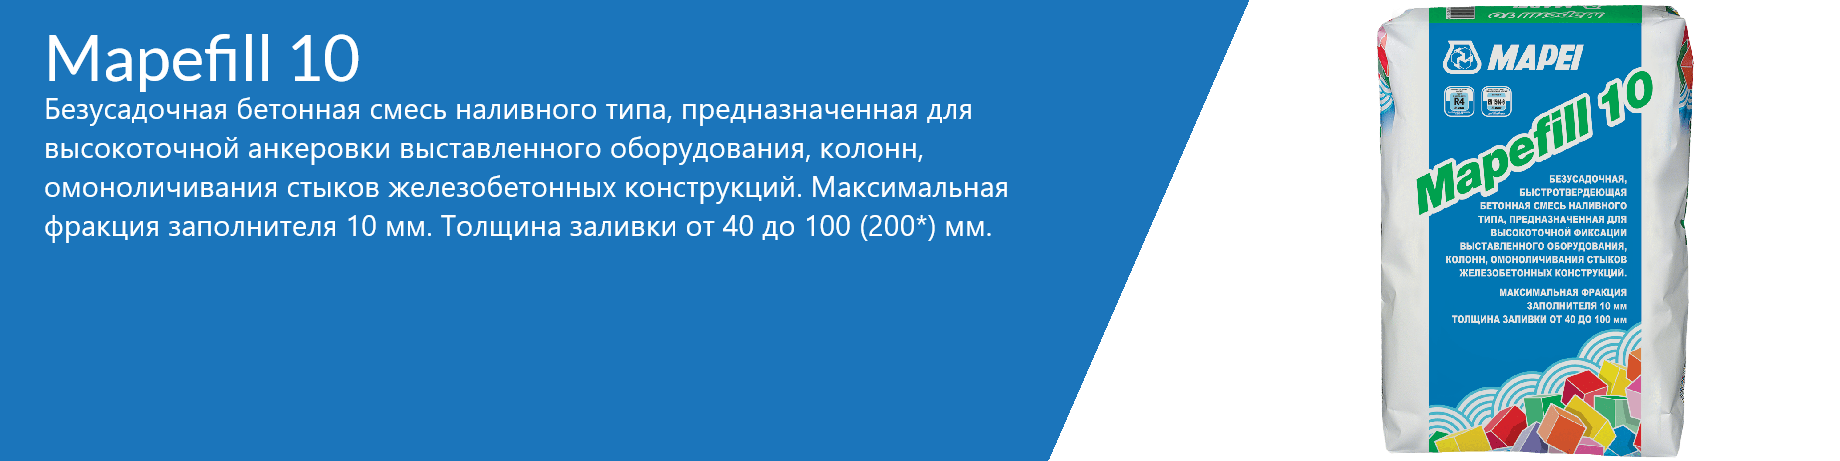 Mapefill 10
Безусадочная бетонная смесь наливного типа, предназначенная для
высокоточной анкеровки выставленного оборудования, колонн,
омоноличивания стыков железобетонных конструкций. Максимальная
фракция заполнителя 10 мм. Толщина заливки от 40 до 100 (200*) мм.
MAPEI
R4
Mapefill 10
БЕЗУСАДОЧНАЯ,
БЫСТРОТВЕРДЕЮЩАЯ
БЕТОННАЯ СМЕСЬ НАЛИВНОГО
ТИПА, ПРЕДНАЗНАЧЕННАЯ ДЛЯ
ВЫСОКОТОЧНОЙ ФИКСАЦИИ
ВЫСТАВЛЕННОГО ОБОРУДОВАНИЯ,
КОЛОНН, ОМОНОЛИЧИВАНИЯ СТЫКОВ
ЖЕЛЕЗОБЕТОННЫХ КОНСТРУКЦИЙ.
МАКСИМАЛЬНАЯ ФРАКЦИЯ
ЗАПОЛНИТЕЛЯ 10 мм
ТОЛЩИНА ЗАЛИВКИ ОТ 40 ДО 100 мм